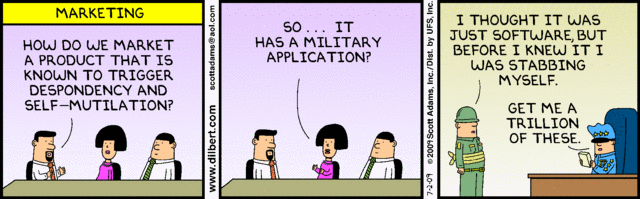 MARKETING
HOW DO WE MARKET
A PRODUCT THAT IS
KNOWN TO TRIGGER
DESPONDENCY AND
SELF-MUTILATION?
scottadams@aol.com
www.dilbert.com
SO... IT
HAS A MILITARY
APPLICATION?
7-2-09 ©2009 Scott Adams, Inc./Dist. by UFS, Inc.
I THOUGHT IT WAS
JUST SOFTWARE, BUT
BEFORE I KNEW IT I
WAS STABBING
MYSELF.
GET ME A
TRILLION
OF THESE.